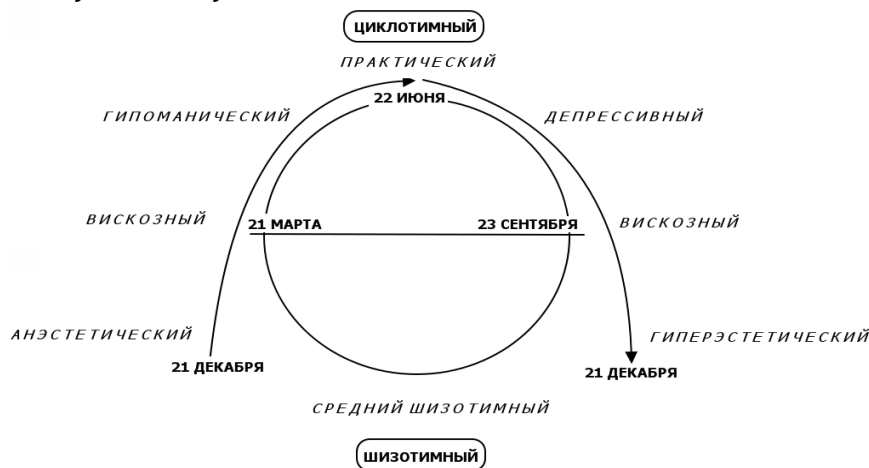 ЦИКЛОТИМНЫЙ
ПРАКТИЧЕСКИЙ
22 ИЮНЯ
ГИПОМАНИЧЕСКИЙ
ДЕПРЕССИВНЫЙ
ВИСКОЗНЫЙ
21 МАРТА
23 СЕНТЯБРЯ
ВИСКОЗНЫЙ
АНЭСТЕТИЧЕСКИЙ
ГИПЕРЭСТЕТИЧЕСКИЙ
21 ДЕКАБРЯ
21 ДЕКАБРЯ
СРЕДНИЙ ШИЗОТИМНЫЙ
ШИЗОТИМНЫЙ